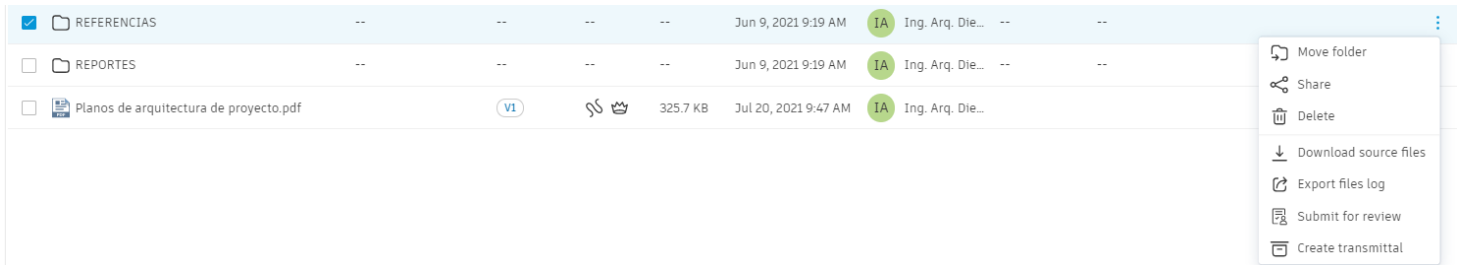 REFERENCIAS -- -- -- -- Jun 9, 2021 9:19 AM IA Ing. Arq. Die... -- --
Move folder
REPORTES -- -- -- -- Jun 9, 2021 9:19 AM IA Ing. Arq. Die... -- --
Share
PDF Planos de arquitectura de proyecto.pdf V1 325.7 KB Jul 20, 2021 9:47 AM IA Ing. Arq. Die...
Delete
Download source files
Export files log
Submit for review
Create transmittal